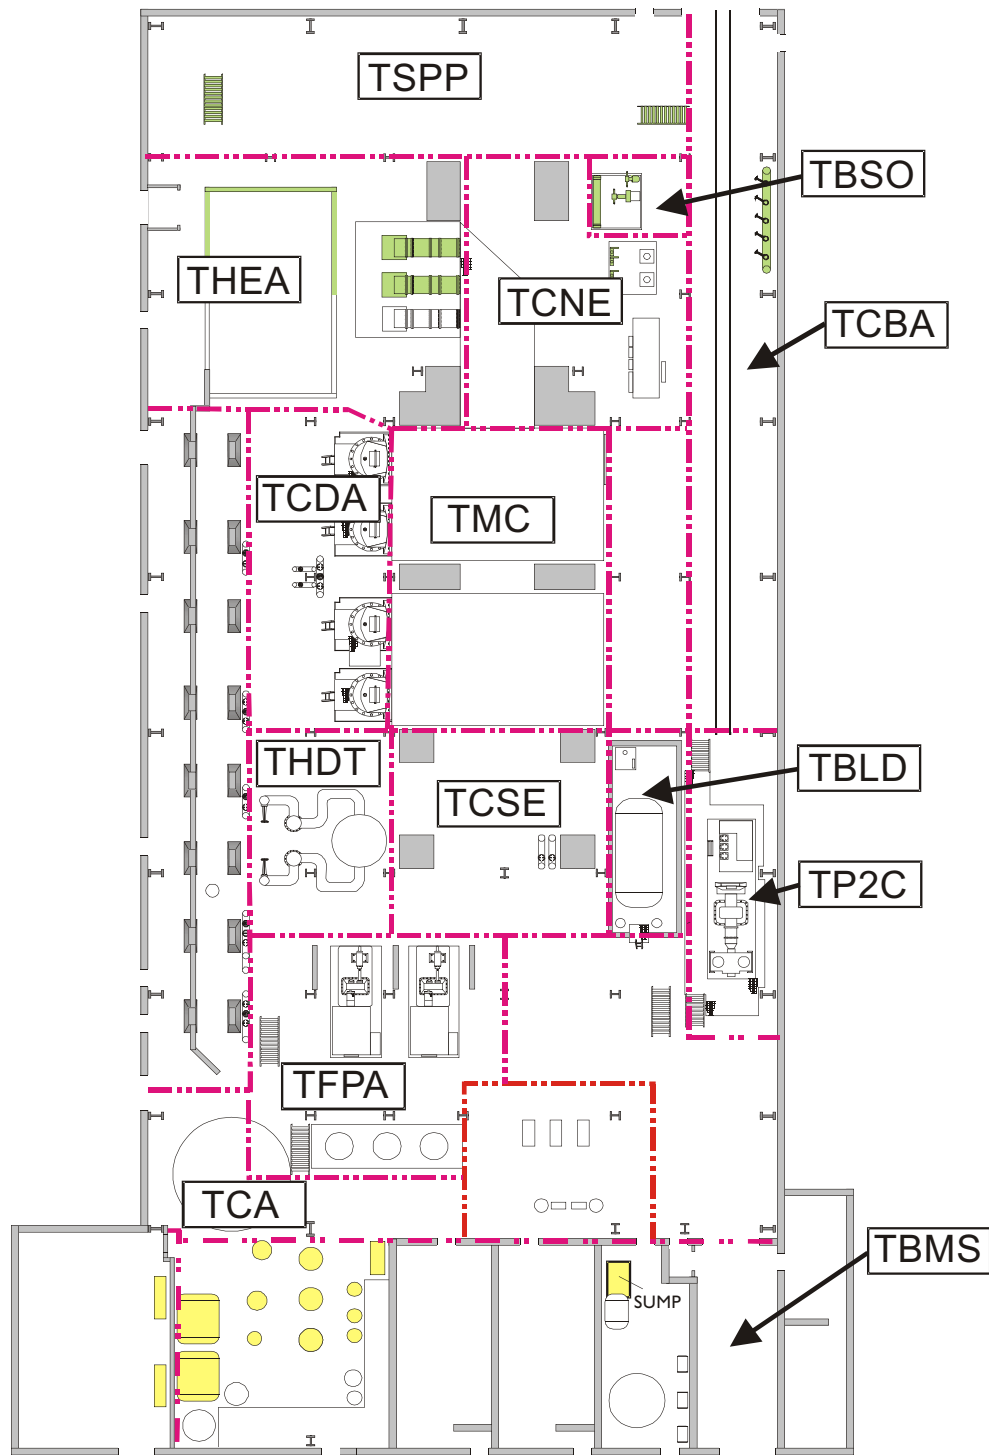 TSPP
TBSO
THEA
TCNE
TCBA
TCDA
TMC
THDT
TCSE
TBLD
TP2C
TFPA
TCA
TBMS
SUMP